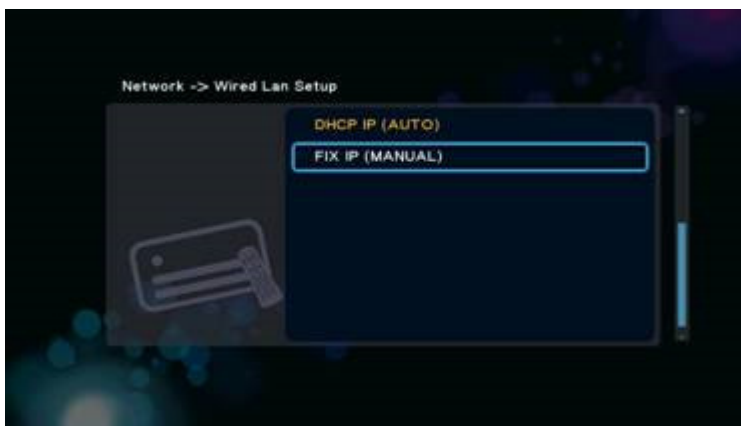 Network -> Wired Lan Setup
DHCP IP (AUTO)
FIX IP (MANUAL)